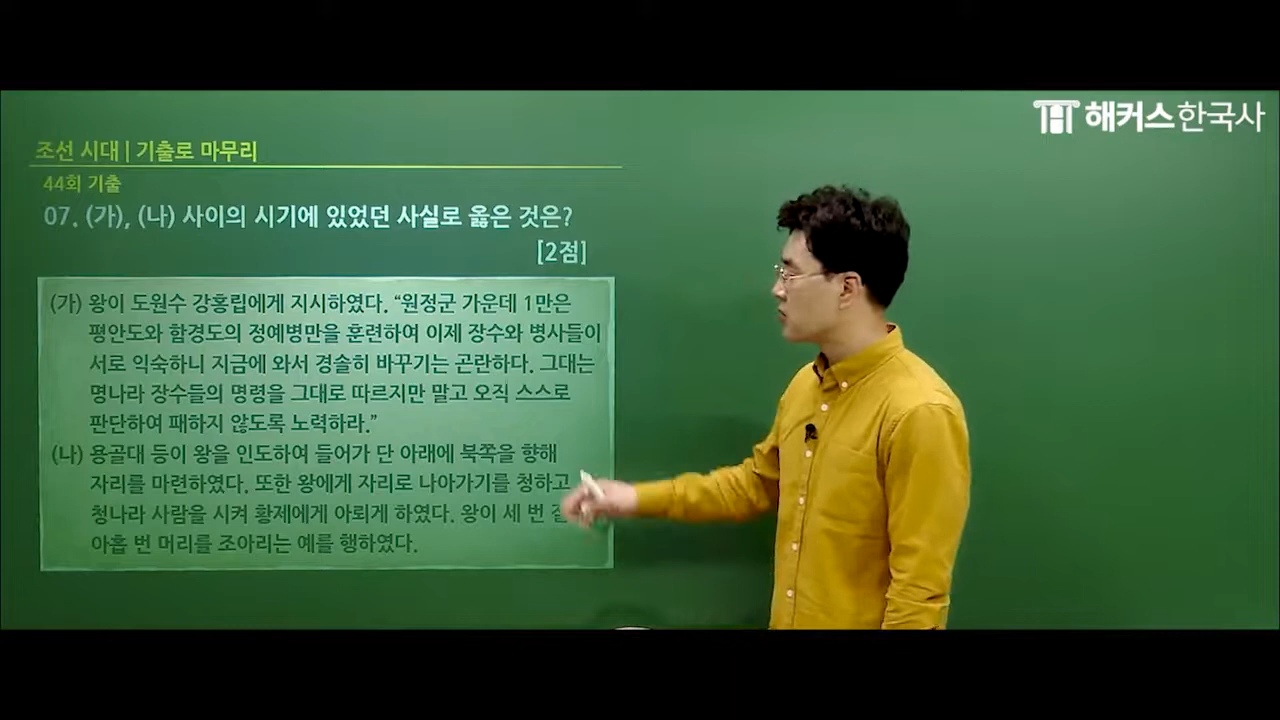 해커스한국사
조선 시대 | 기출로 마무리
44회 기출
07. (가), (나) 사이의 시기에 있었던 사실로 옳은 것은?
[2점]
(가) 왕이 도원수 강홍립에게 지시하였다. “원정군 가운데 1만은
평안도와 함경도의 정예병만을 훈련하여 이제 장수와 병사들이
서로 익숙하니 지금에 와서 경솔히 바꾸기는 곤란하다. 그대는
명나라 장수들의 명령을 그대로 따르지만 말고 오직 스스로
판단하여 패하지 않도록 노력하라.”
(나) 용골대 등이 왕을 인도하여 들어가 단 아래에 북쪽을 향해
자리를 마련하였다. 또한 왕에게 자리로 나아가기를 청하고
청나라 사람을 시켜 황제에게 아뢰게 하였다. 왕이 세 번
아홉 번 머리를 조아리는 예를 행하였다.